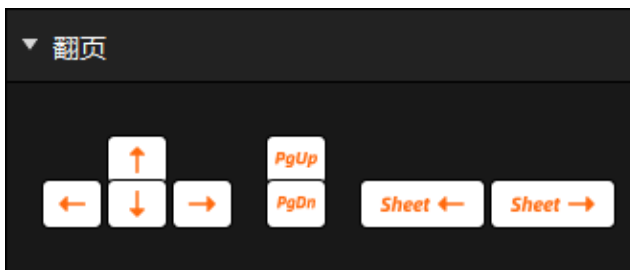 翻页
↑
PgUp
← ↓ →
PgDn
Sheet ←
Sheet →